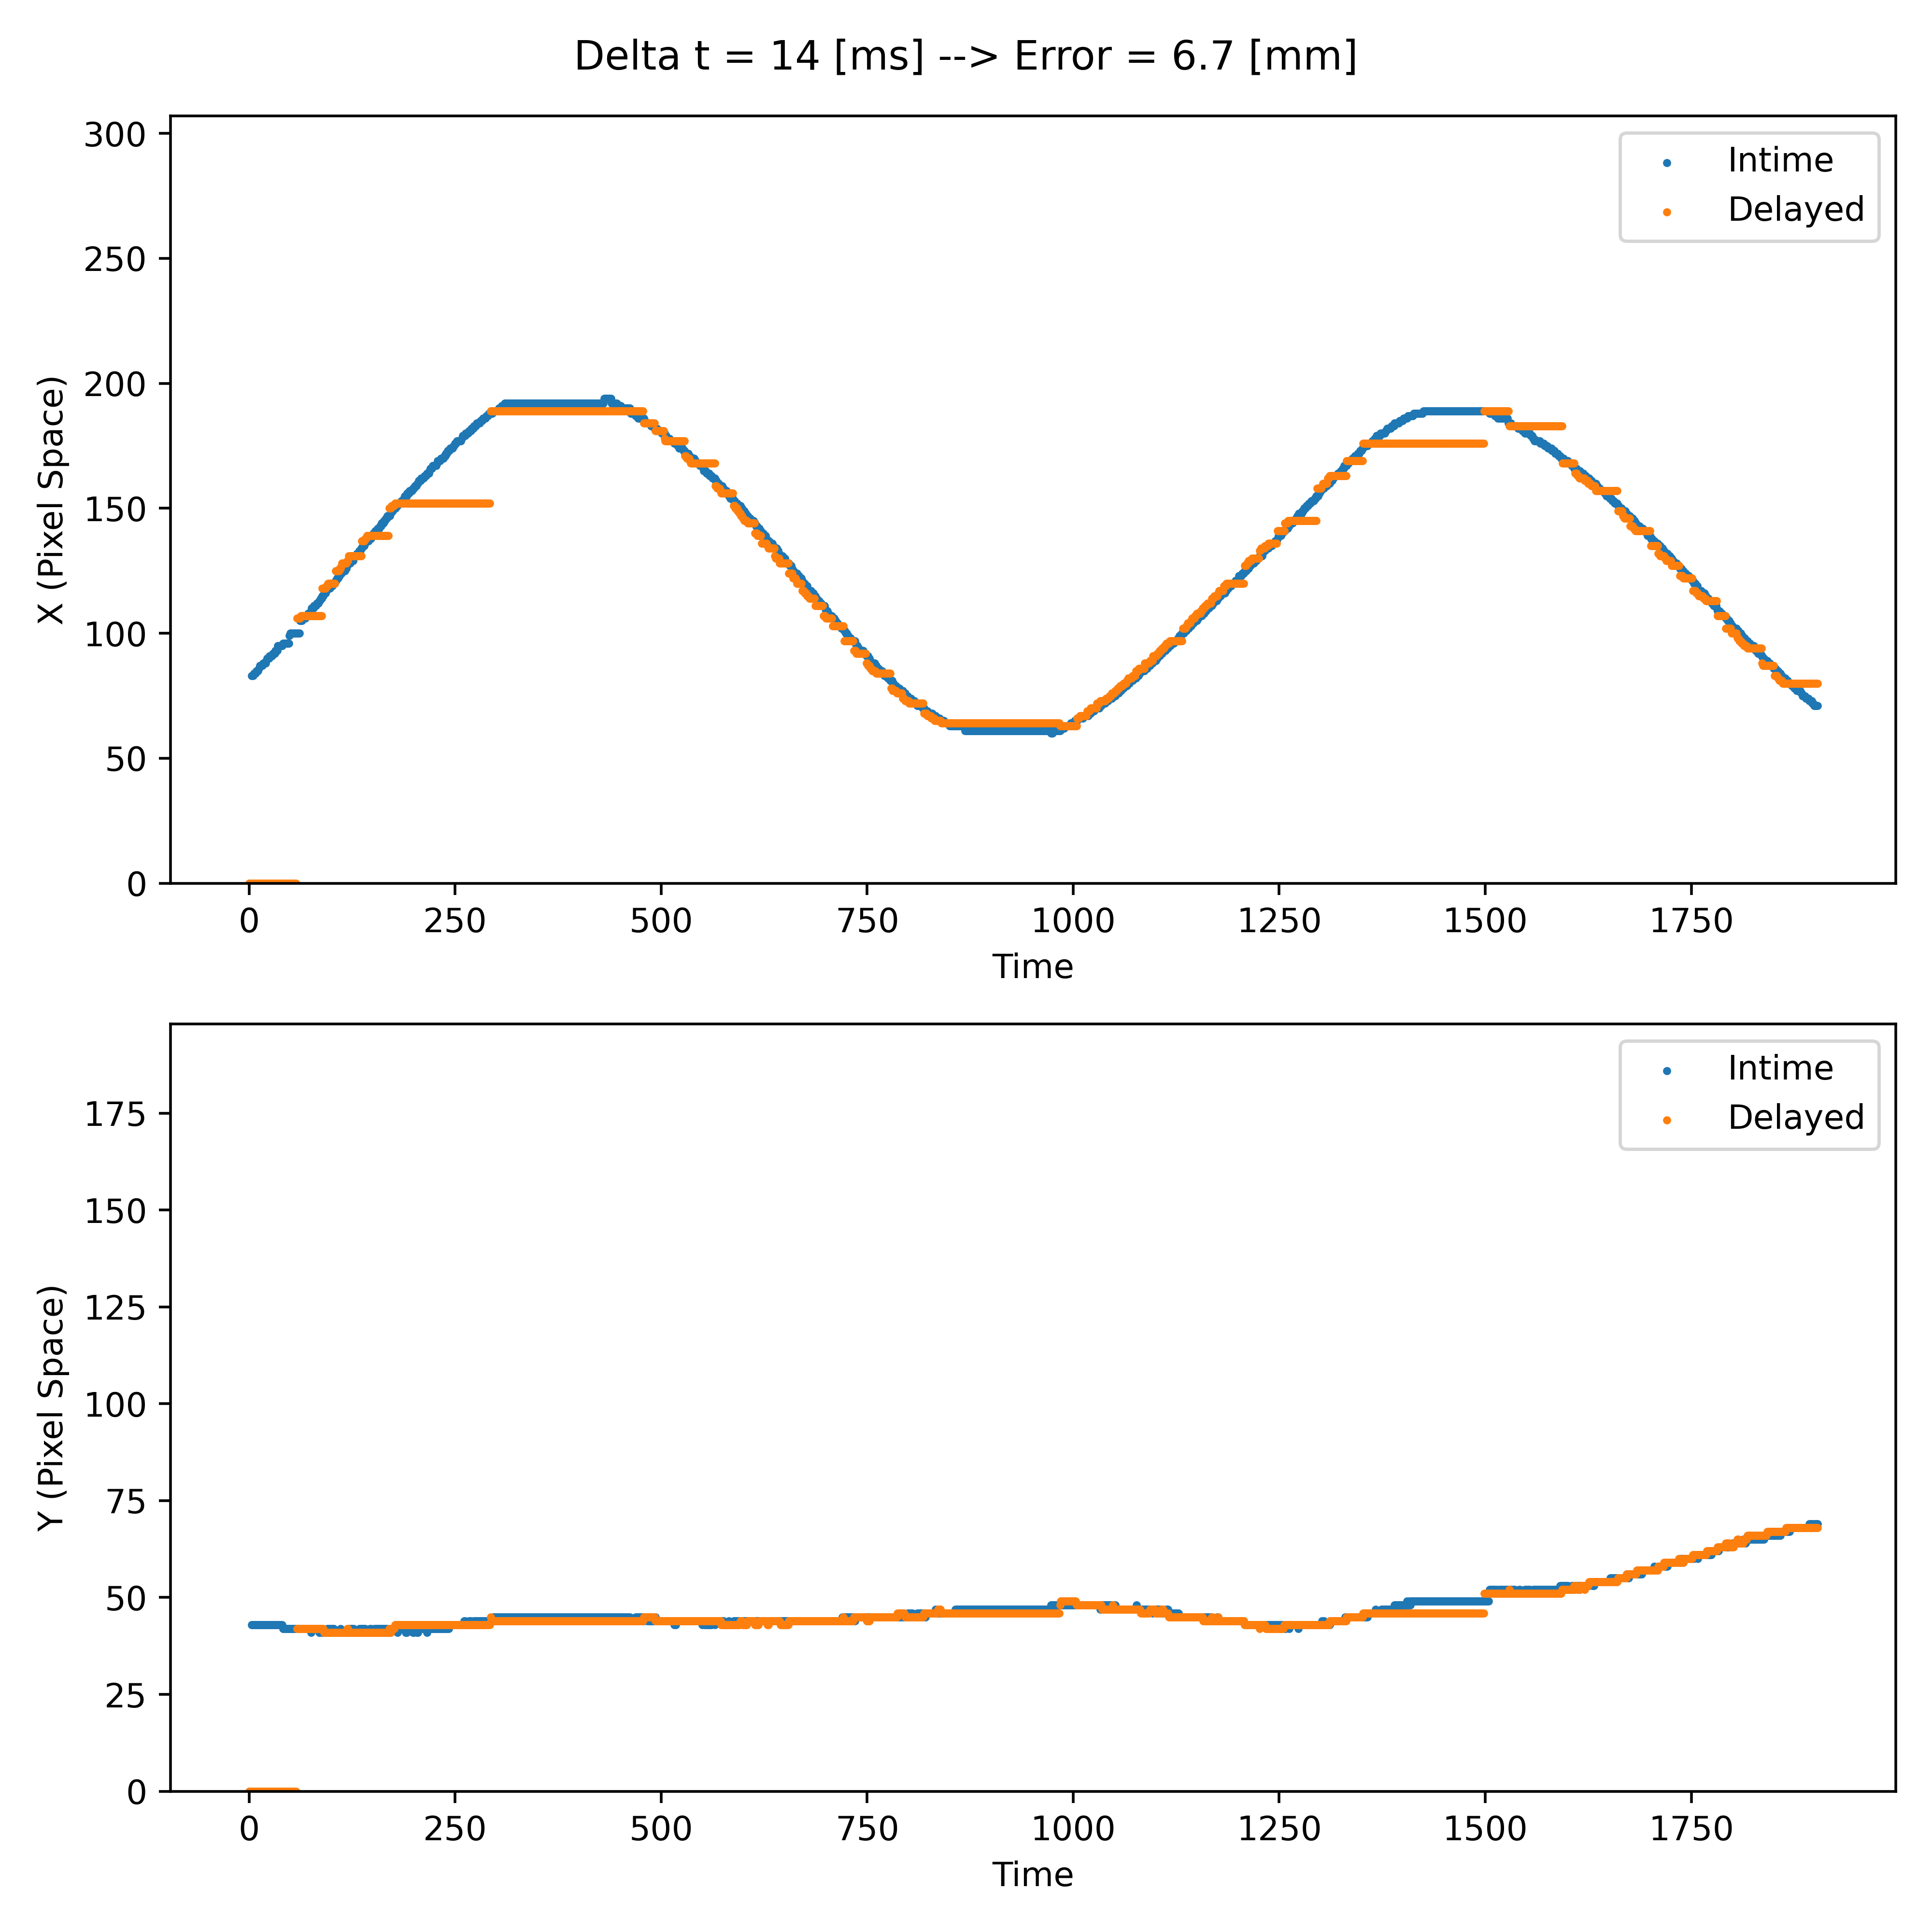 Delta t = 14 [ms] --> Error = 6.7 [mm]
300
250
200
150
100
50
0
X (Pixel Space)
Intime
Delayed
0 250 500 750 1000 1250 1500 1750
Time
175
150
125
100
75
50
25
0
Y (Pixel Space)
Intime
Delayed
0 250 500 750 1000 1250 1500 1750
Time